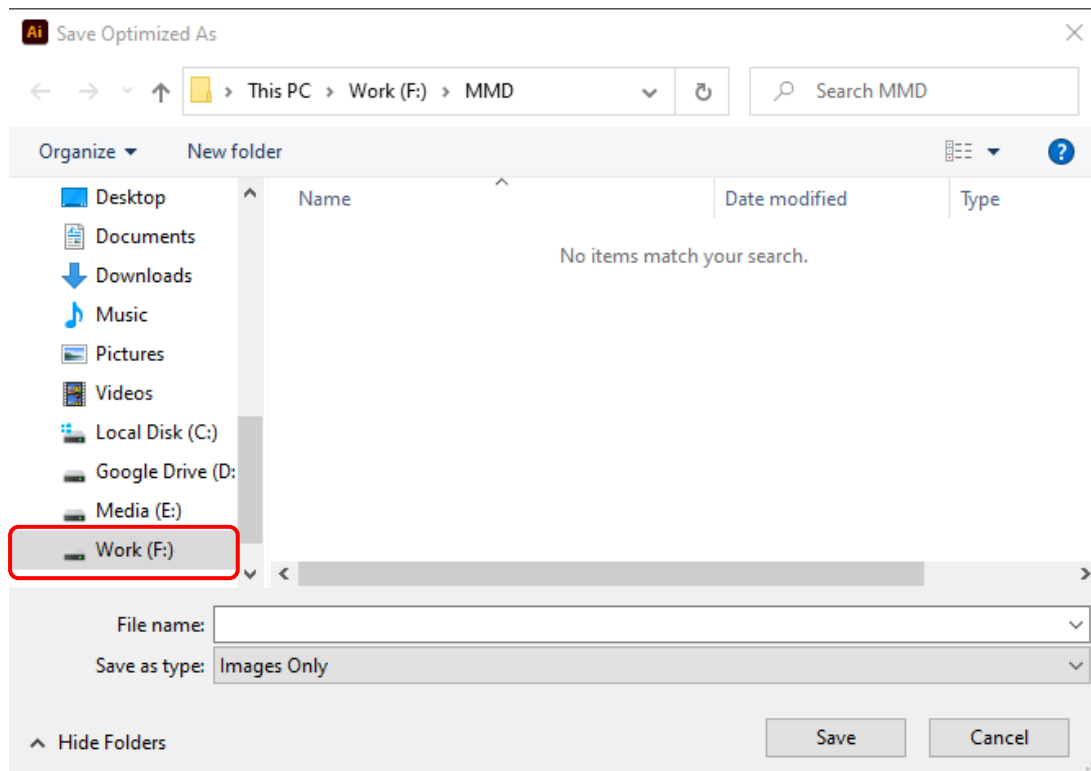 Ai Save Optimized As
This PC > Work (F:) > MMD
Search MMD
Organize
New folder
?
Name
Date modified
Type
Desktop
Documents
Downloads
Music
Pictures
Videos
Local Disk (C:)
Google Drive (D:
Media (E:)
Work (F:)
No items match your search.
File name:
Save as type: Images Only
Hide Folders
Save
Cancel